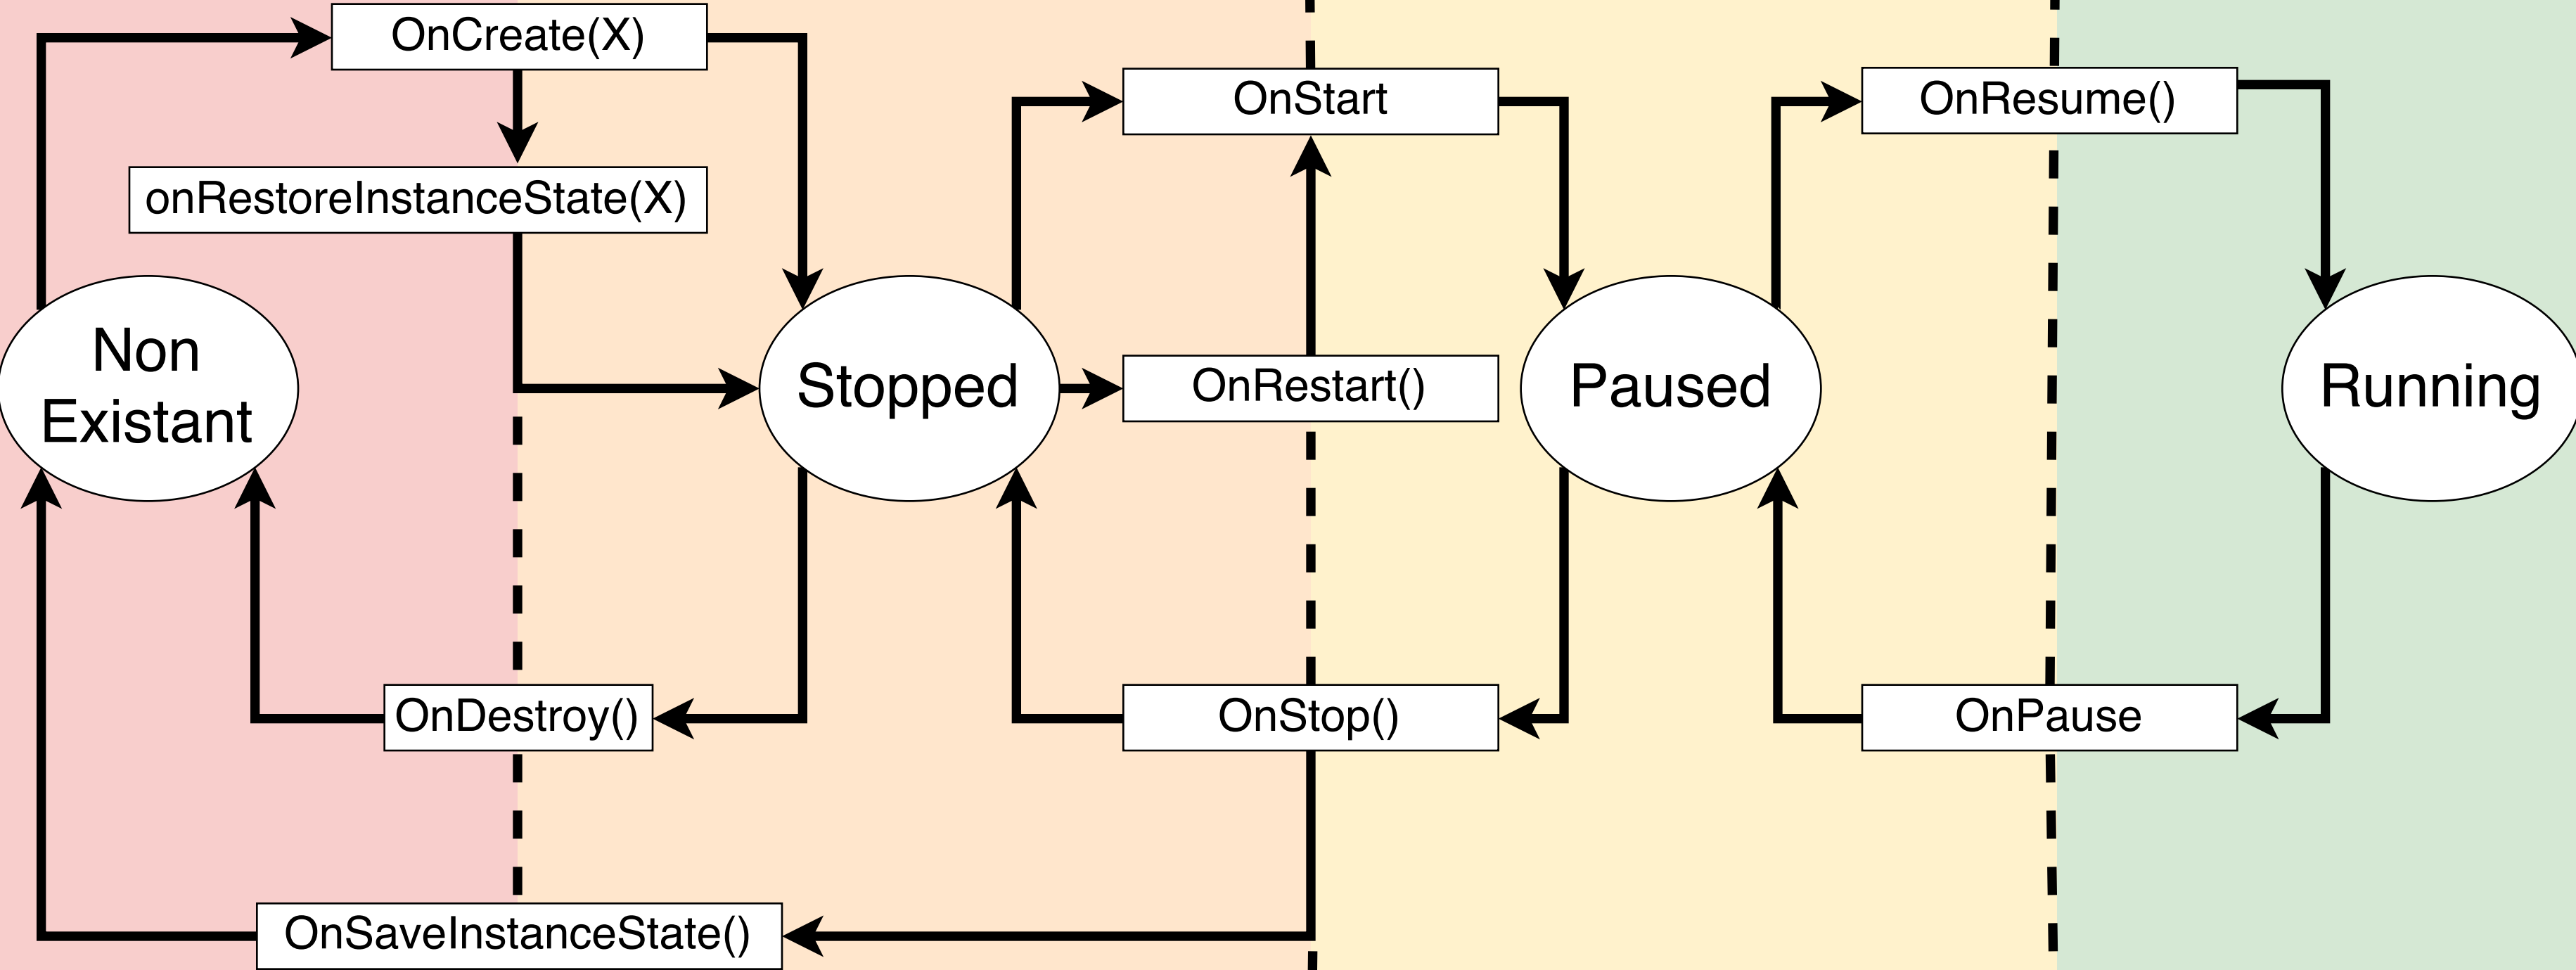 OnCreate(X)
OnStart
OnResume()
onRestoreInstanceState(X)
Non
Existant
Stopped
OnRestart()
Paused
Running
OnDestroy()
OnStop()
OnPause
OnSaveInstanceState()